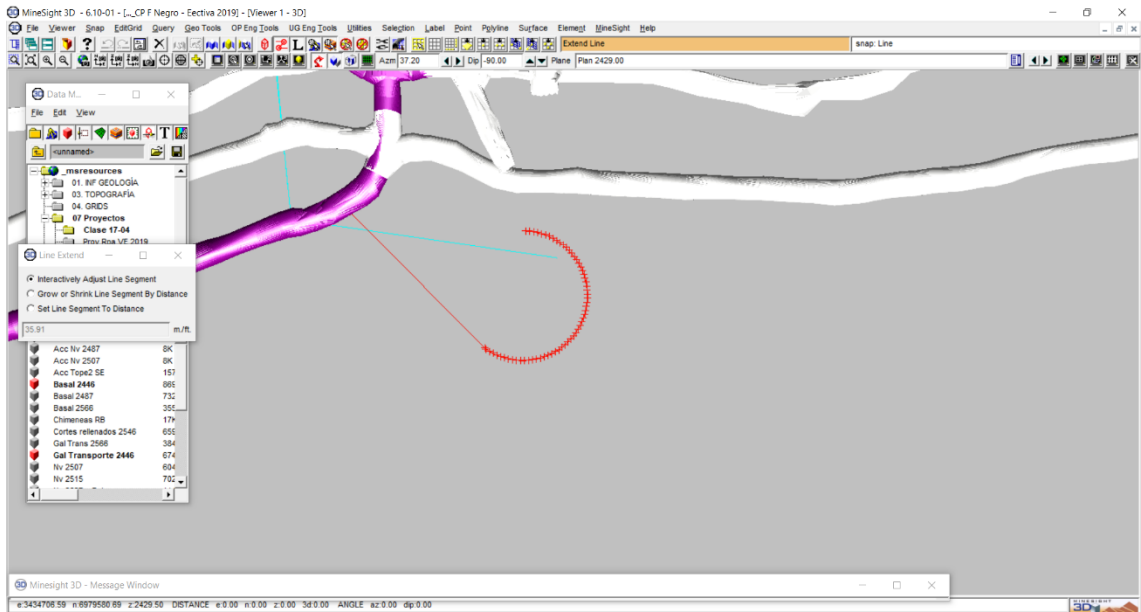 MineSight 3D - 6.10-01 - [..._CP F Negro - Eectiva 2019] - [Viewer 1 - 3D]
File Viewer Snap EditGrid Query Geo Tools OP Eng Tools UG Eng Tools Utilities Selection Label Point Polyline Surface Element MineSight Help
Extend Line snap: Line
Azm 37.20 Dip -90.00 Plane Plan 2429.00
Data M...
File Edit View
<unnamed>
_msresources
01. INF GEOLOGÍA
03. TOPOGRAFÍA
04. GRIDS
07 Proyectos
Clase 17-04
Proy Roa VE 2019
Line Extend
Interactively Adjust Line Segment
Grow or Shrink Line Segment By Distance
Set Line Segment To Distance
35.91 m/ft.
Acc Nv 2487 8K
Acc Nv 2507 8K
Acc Tope2 SE 157
Basal 2446 869
Basal 2487 732
Basal 2566 355
Chimeneas RB 17K
Cortes rellenados 2546 659
Gal Trans 2566 384
Gal Transporte 2446 674
Nv 2507 604
Nv 2515 702
Minesight 3D - Message Window
e:3434706.59 n:6979580.69 z:2429.50 DISTANCE e:0.00 n:0.00 z:0.00 3d:0.00 ANGLE az:0.00 dip:0.00
MINESIGHT
3D